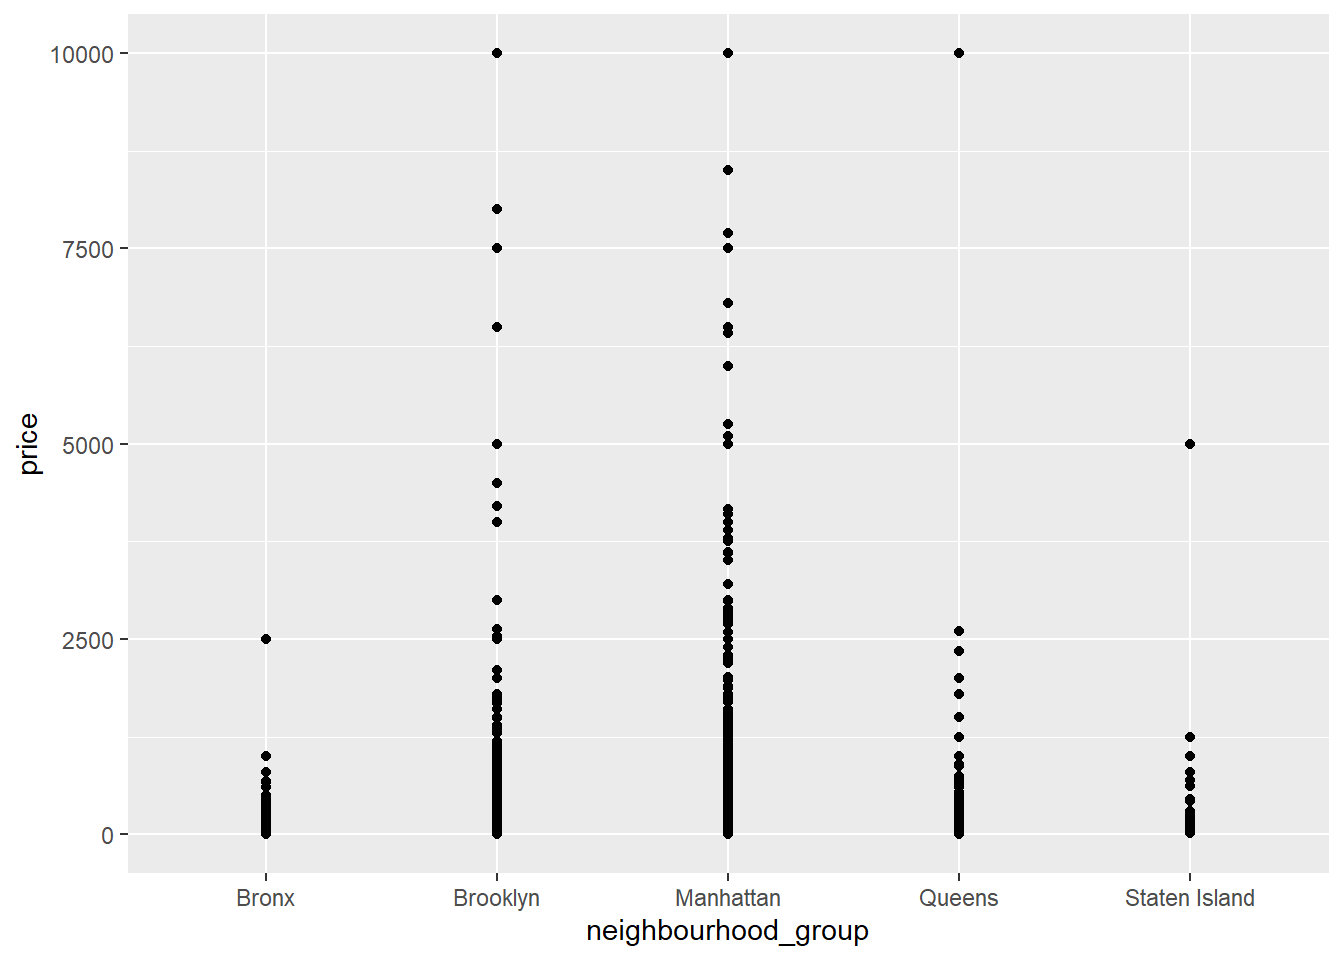 10000
7500
5000
2500
0
price
Bronx Brooklyn Manhattan Queens Staten Island
neighbourhood_group